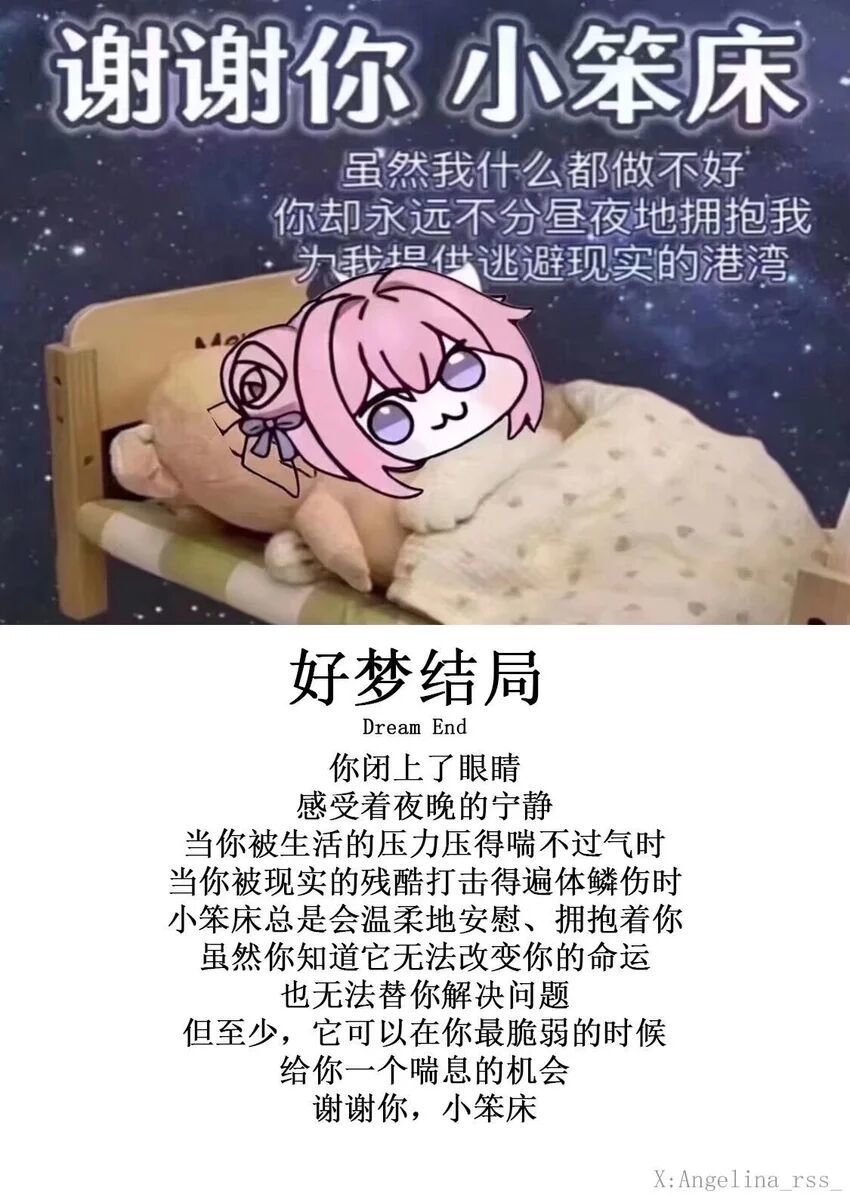 谢谢你 小笨床
虽然我什么都做不好
你却永远不分昼夜地拥抱我
为我提供逃避现实的港湾
好梦结局
Dream End
你闭上了眼睛
感受着夜晚的宁静
当你被生活的压力压得喘不过气时
当你被现实的残酷打击得遍体鳞伤时
小笨床总是会温柔地安慰、拥抱着你
虽然你知道它无法改变你的命运
也无法替你解决问题
但至少，它可以在你最脆弱的时候
给你一个喘息的机会
谢谢你，小笨床
X:Angelina_rss_